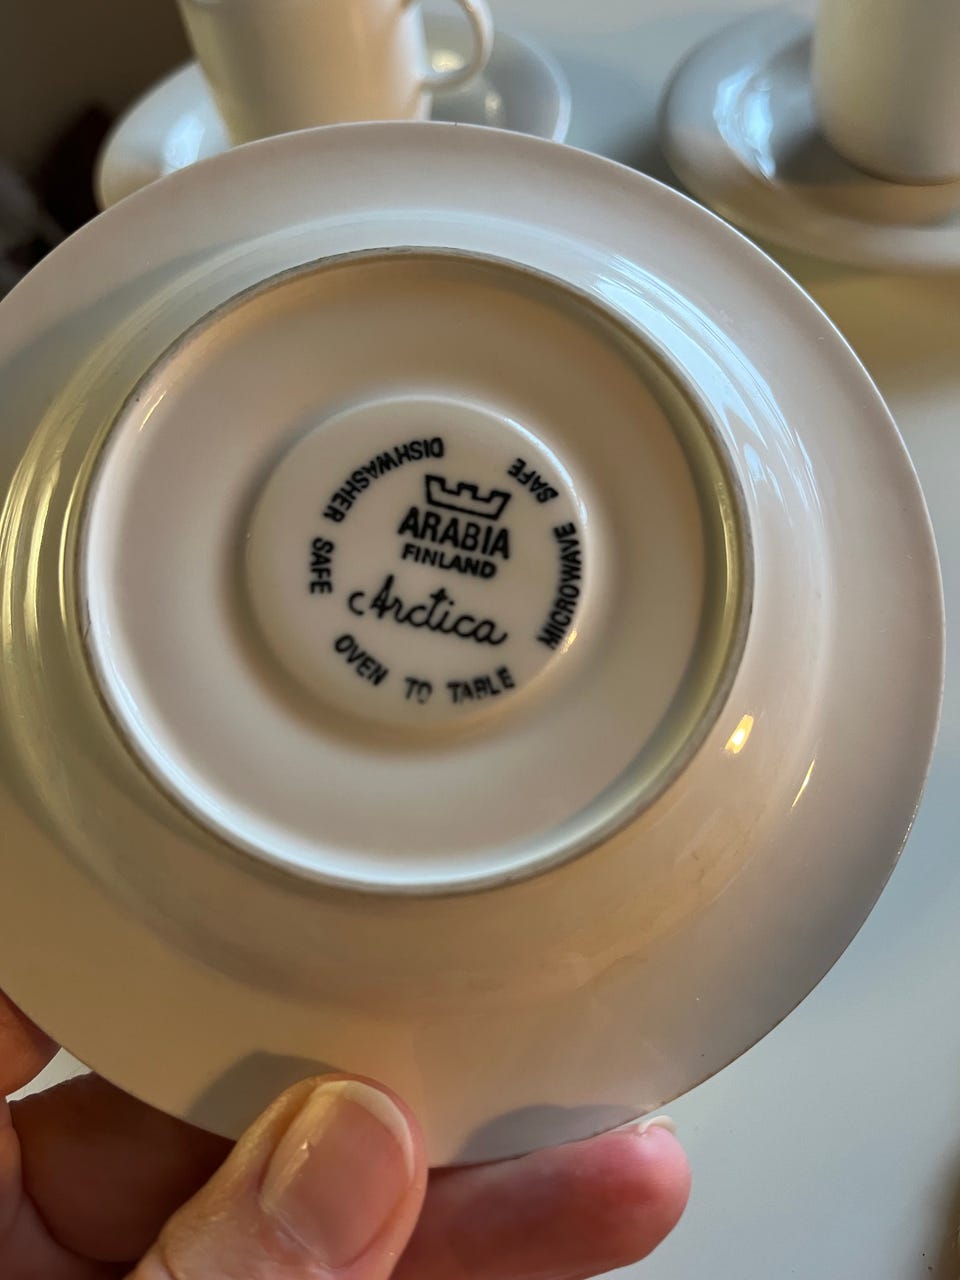 DISHWASHER SAFE
MICROWAVE SAFE
ARABIA
FINLAND
Arctica
OVEN TO TABLE